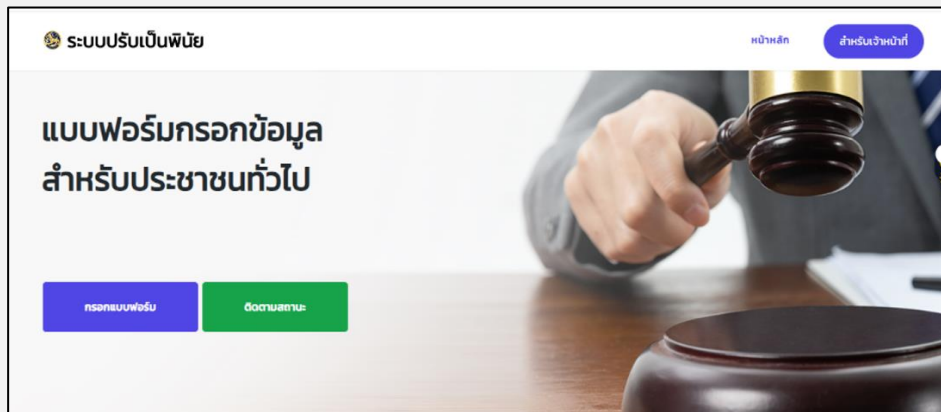 ระบบปรับเป็นพินัย
หน้าหลัก
สำหรับเจ้าหน้าที่
แบบฟอร์มกรอกข้อมูล
สำหรับประชาชนทั่วไป
กรอกแบบฟอร์ม
ติดตามสถานะ